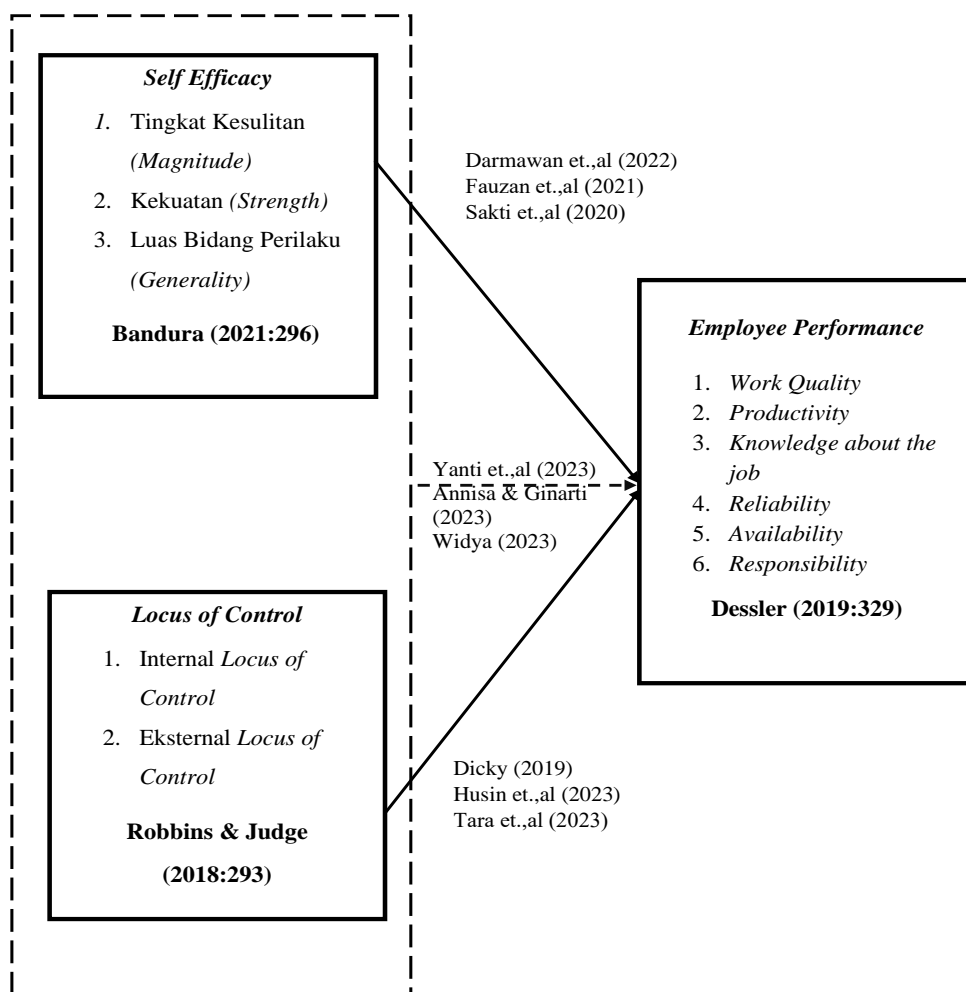 Self Efficacy
1. Tingkat Kesulitan
(Magnitude)
2. Kekuatan (Strength)
3. Luas Bidang Perilaku
(Generality)
Bandura (2021:296)
Darmawan et.,al (2022)
Fauzan et.,al (2021)
Sakti et.,al (2020)
Employee Performance
1. Work Quality
2. Productivity
3. Knowledge about the
job
4. Reliability
5. Availability
6. Responsibility
Dessler (2019:329)
Yanti et.,al (2023)
Annisa & Ginarti
(2023)
Widya (2023)
Locus of Control
1. Internal Locus of
Control
2. Eksternal Locus of
Control
Robbins & Judge
(2018:293)
Dicky (2019)
Husin et.,al (2023)
Tara et.,al (2023)